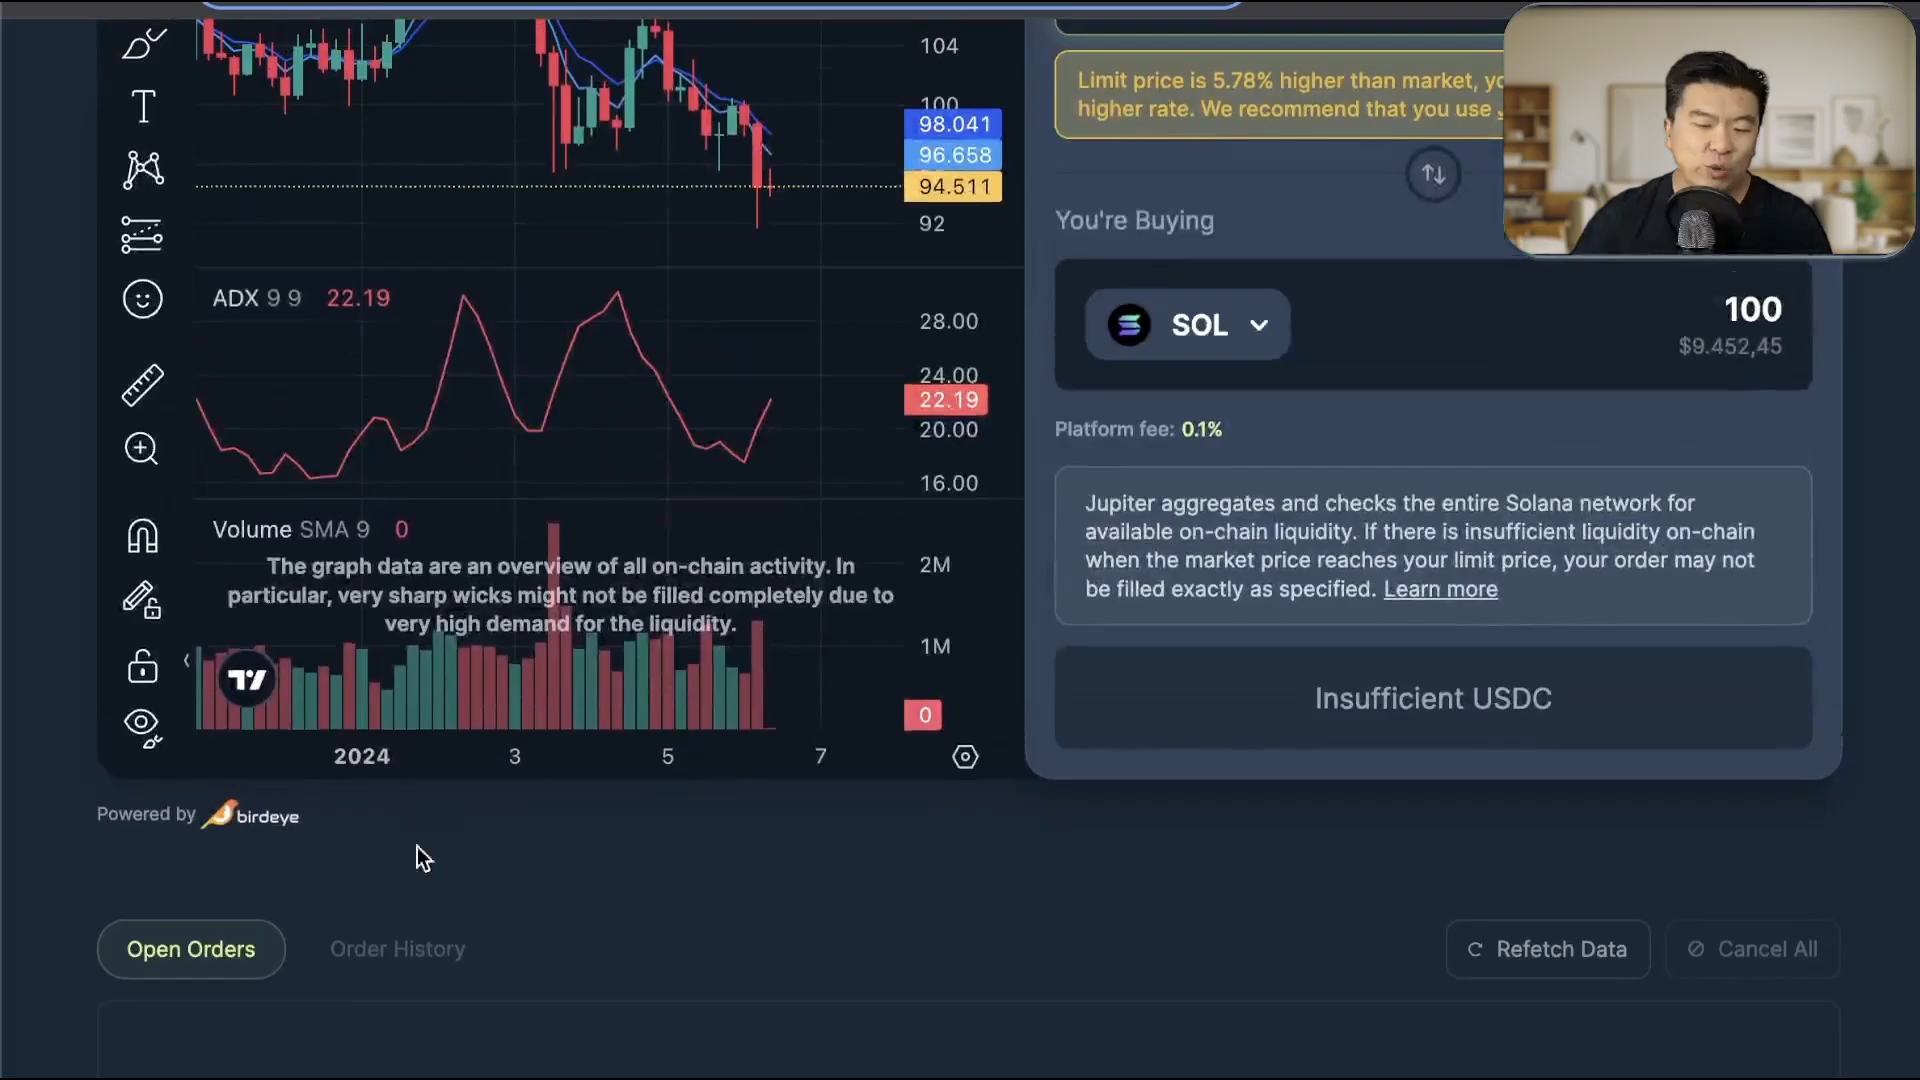 104
100
98.041
96.658
94.511
92
ADX 9 9 22.19
28.00
24.00
22.19
20.00
16.00
Volume SMA 9 0
The graph data are an overview of all on-chain activity. In
particular, very sharp wicks might not be filled completely due to
very high demand for the liquidity.
2M
1M
0
2024 3 5 7
Powered by birdeye
Limit price is 5.78% higher than market,
higher rate. We recommend that you use
You're Buying
SOL
100
$9.452,45
Platform fee: 0.1%
Jupiter aggregates and checks the entire Solana network for
available on-chain liquidity. If there is insufficient liquidity on-chain
when the market price reaches your limit price, your order may not
be filled exactly as specified. Learn more
Insufficient USDC
Open Orders
Order History
Refetch Data
Cancel All